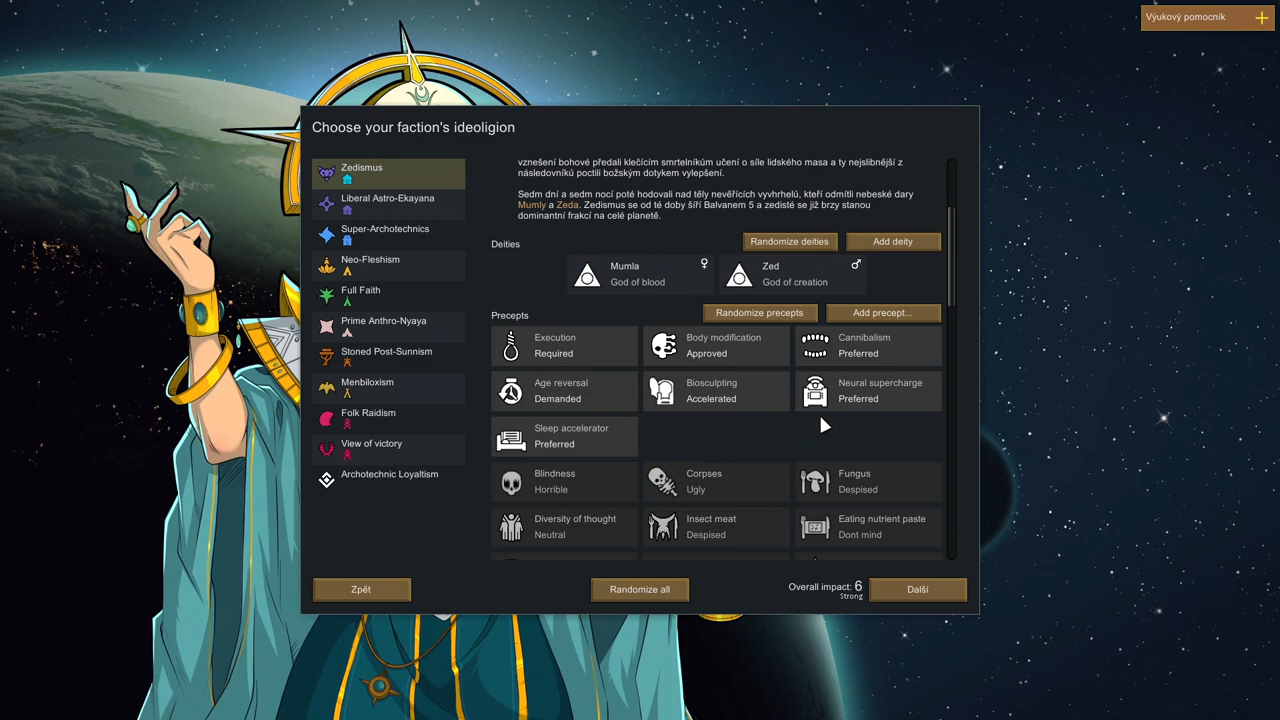 Výukový pomocník
Choose your faction's ideoligion
Zedismus
Liberal Astro-Ekayana
Super-Archotechnics
Neo-Fleshism
Full Faith
Prime Anthro-Nyaya
Stoned Post-Sunnism
Menbiloxism
Folk Raidism
View of victory
Archotechnic Loyaltism
vznešení bohové předali klečícím smrtelníkům učení o síle lidského masa a ty nejslibnější z
následovníků poctili božským dotykem vylepšení.
Sedm dní a sedm nocí poté hodovali nad těly nevěřících vyvhrhelů, kteří odmítli nebeské dary
Mumly a Zeda. Zedismus se od té doby šíří Balvanem 5 a zedisté se již brzy stanou
dominantní frakcí na celé planetě.
Deities
Randomize deities
Add deity
Mumla
God of blood
Zed
God of creation
Precepts
Randomize precepts
Add precept...
Execution
Required
Body modification
Approved
Cannibalism
Preferred
Age reversal
Demanded
Biosculpting
Accelerated
Neural supercharge
Preferred
Sleep accelerator
Preferred
Blindness
Horrible
Corpses
Ugly
Fungus
Despised
Diversity of thought
Neutral
Insect meat
Despised
Eating nutrient paste
Dont mind
Zpět
Randomize all
Overall impact: 6
Strong
Další